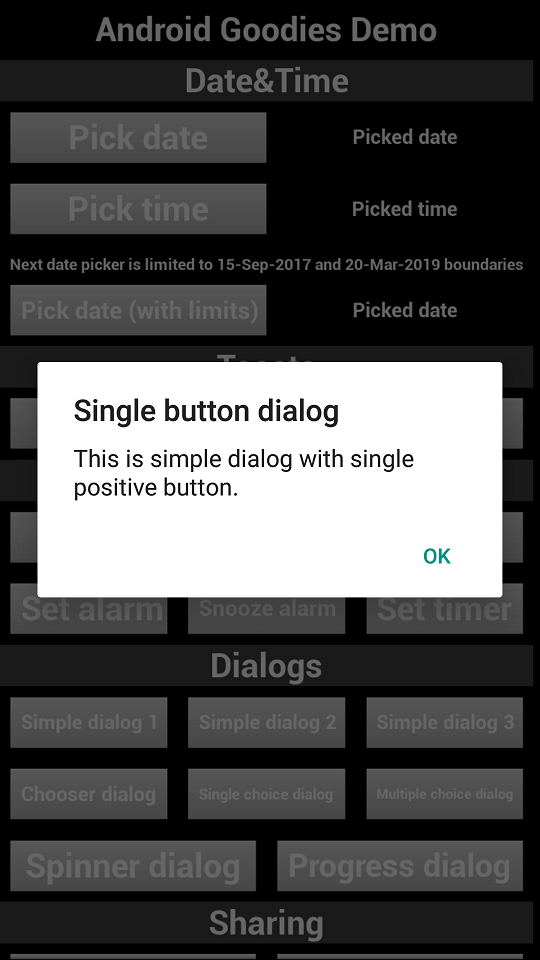 Android Goodies Demo
Date&Time
Pick date
Picked date
Pick time
Picked time
Next date picker is limited to 15-Sep-2017 and 20-Mar-2019 boundaries
Pick date (with limits)
Picked date
Single button dialog
This is simple dialog with single
positive button.
OK
Set alarm
Snooze alarm
Set timer
Dialogs
Simple dialog 1
Simple dialog 2
Simple dialog 3
Chooser dialog
Single choice dialog
Multiple choice dialog
Spinner dialog
Progress dialog
Sharing